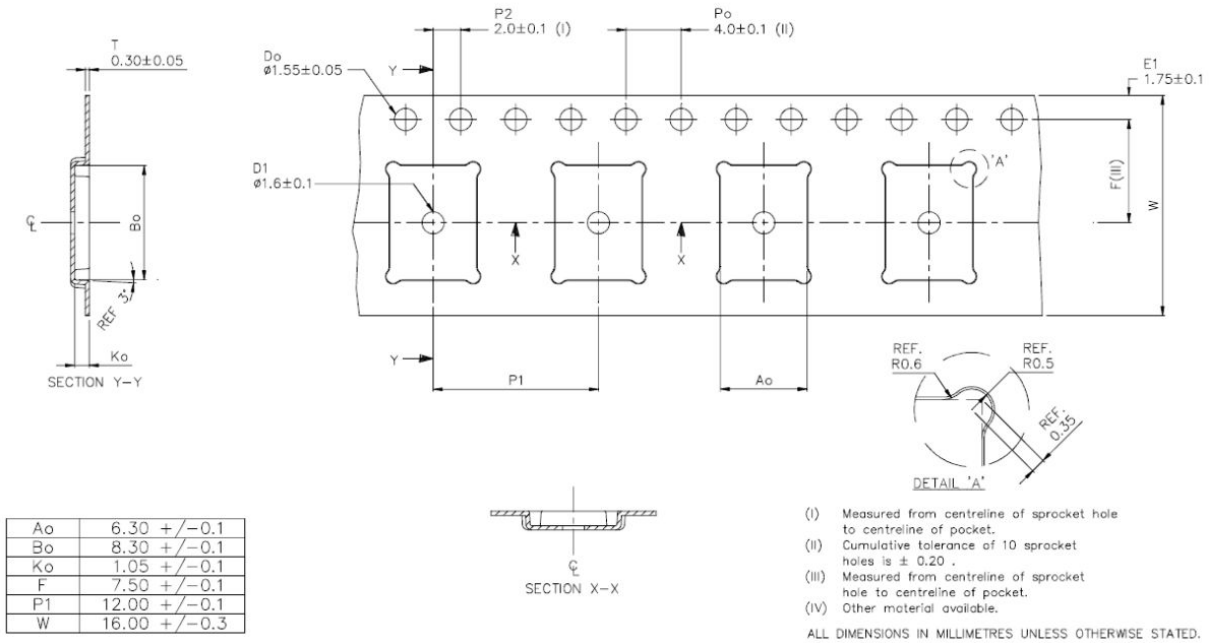 P2
2.0±0.1 (I)
Po
4.0±0.1 (II)
T
0.30±0.05
Do
ø1.55±0.05
Y
E1
1.75±0.1
D1
ø1.6±0.1
'A'
F(III)
W
℄
Bo
X
X
REF 3°
Ko
SECTION Y-Y
Y
P1
Ao
REF.
R0.6
REF.
R0.5
REF.
0.35
DETAIL 'A'
Ao 6.30 +/-0.1
Bo 8.30 +/-0.1
Ko 1.05 +/-0.1
F 7.50 +/-0.1
P1 12.00 +/-0.1
W 16.00 +/-0.3
℄
SECTION X-X
(I) Measured from centreline of sprocket hole
to centreline of pocket.
(II) Cumulative tolerance of 10 sprocket
holes is ± 0.20 .
(III) Measured from centreline of sprocket
hole to centreline of pocket.
(IV) Other material available.
ALL DIMENSIONS IN MILLIMETRES UNLESS OTHERWISE STATED.